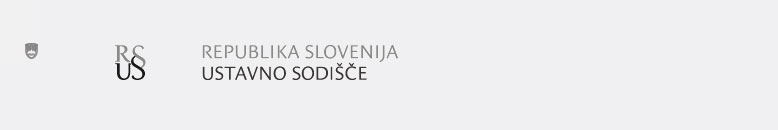 RS
US
REPUBLIKA SLOVENIJA
USTAVNO SODIŠČE